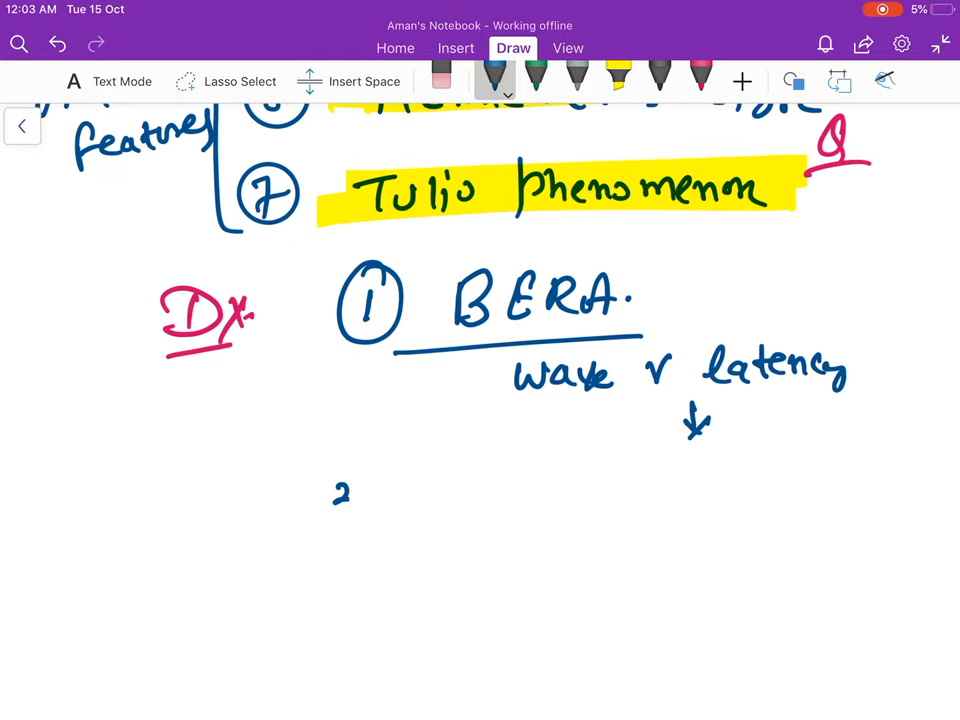 12:03 AM Tue 15 Oct
5%
Aman's Notebook - Working offline
Home Insert Draw View
Text Mode Lasso Select Insert Space
features
7 Tulio phenomenon Q
Dx. 1 BERA.
wave V latency
↓
2